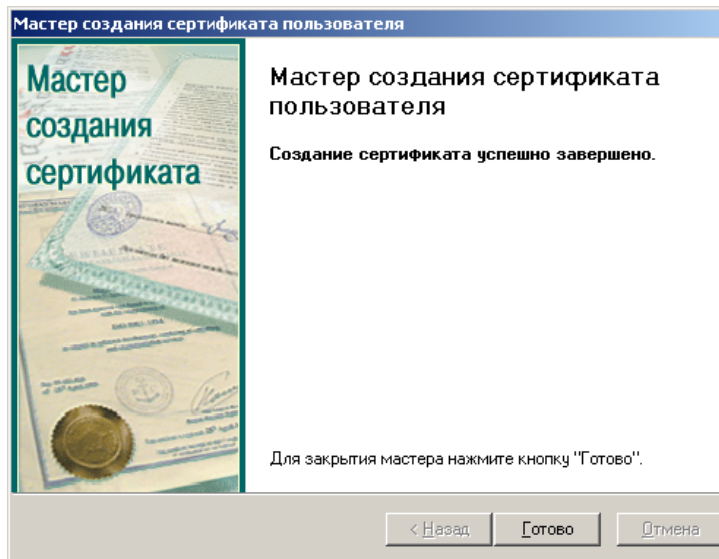 Мастер создания сертификата пользователя
Мастер
создания
сертификата
Мастер создания сертификата
пользователя
Создание сертификата успешно завершено.
Для закрытия мастера нажмите кнопку "Готово".
< Назад
Готово
Отмена